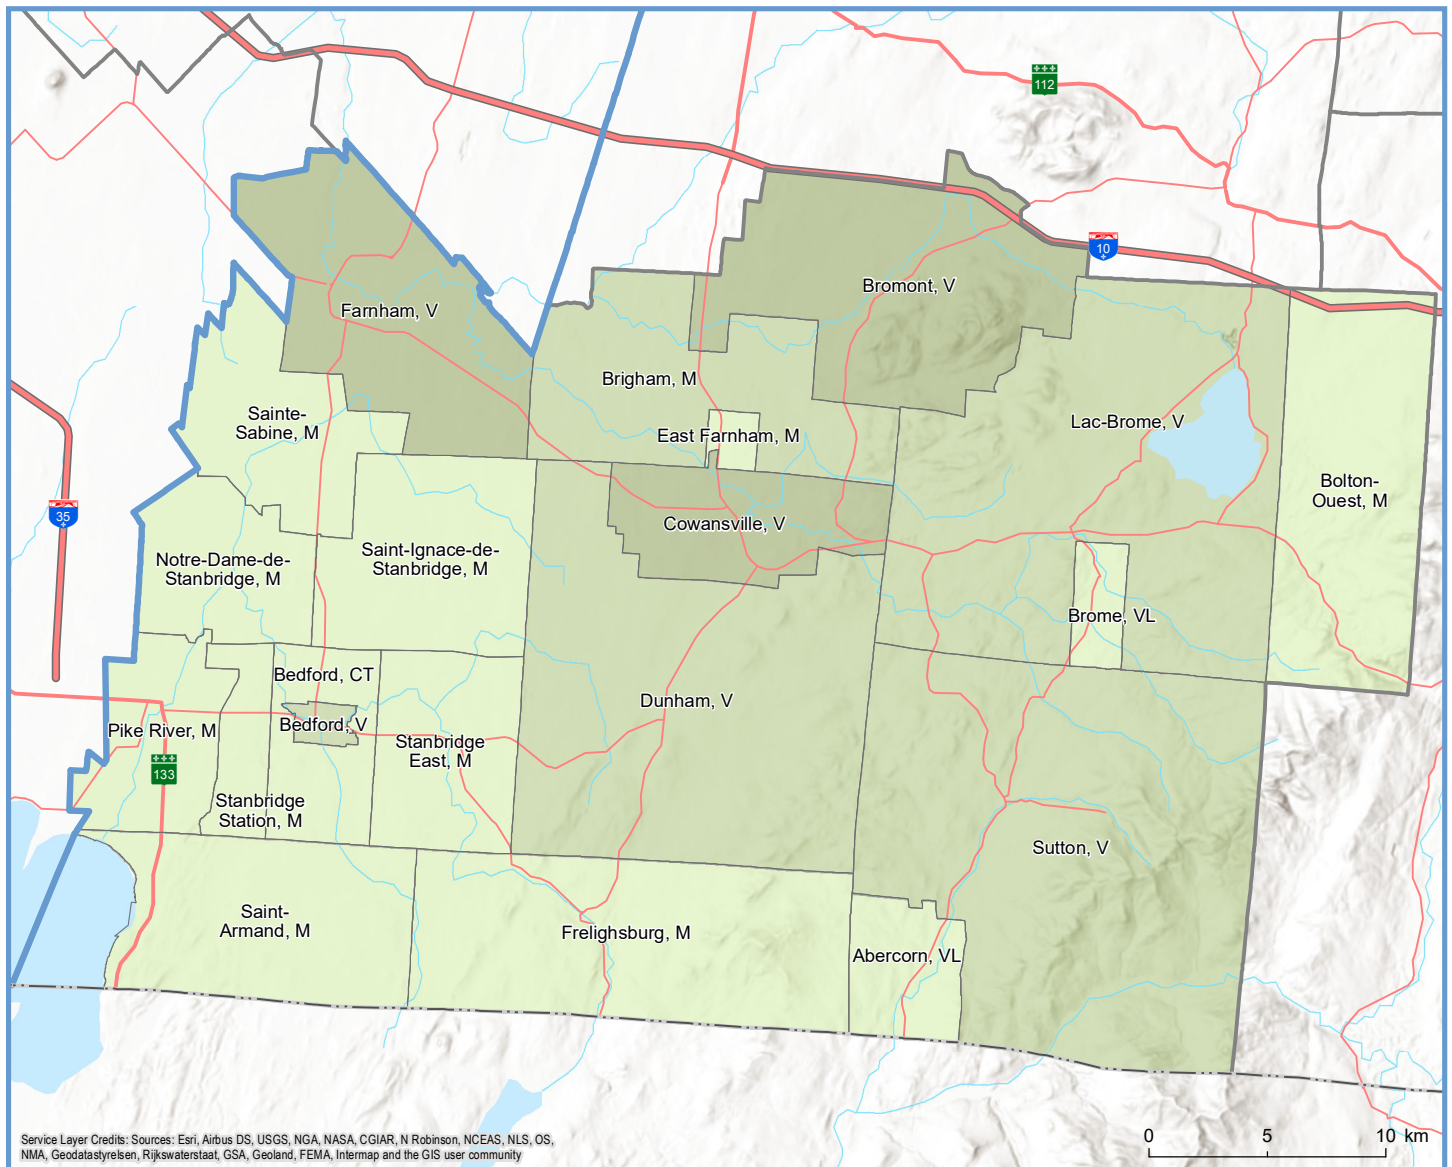 112
10
Bromont, V
Farnham, V
Brigham, M
Sainte-
Sabine, M
Lac-Brome, V
East Farnham, M
Bolton-
Ouest, M
35
Cowansville, V
Saint-Ignace-de-
Stanbridge, M
Notre-Dame-de-
Stanbridge, M
Brome, VL
Bedford, CT
Dunham, V
Bedford, V
Pike River, M
Stanbridge
East, M
133
Stanbridge
Station, M
Sutton, V
Saint-
Armand, M
Frelighsburg, M
Abercorn, VL
0 5 10 km
Service Layer Credits: Sources: Esri, Airbus DS, USGS, NGA, NASA, CGIAR, N Robinson, NCEAS, NLS, OS,
NMA, Geodatastyrelsen, Rijkswaterstaat, GSA, Geoland, FEMA, Intermap and the GIS user community